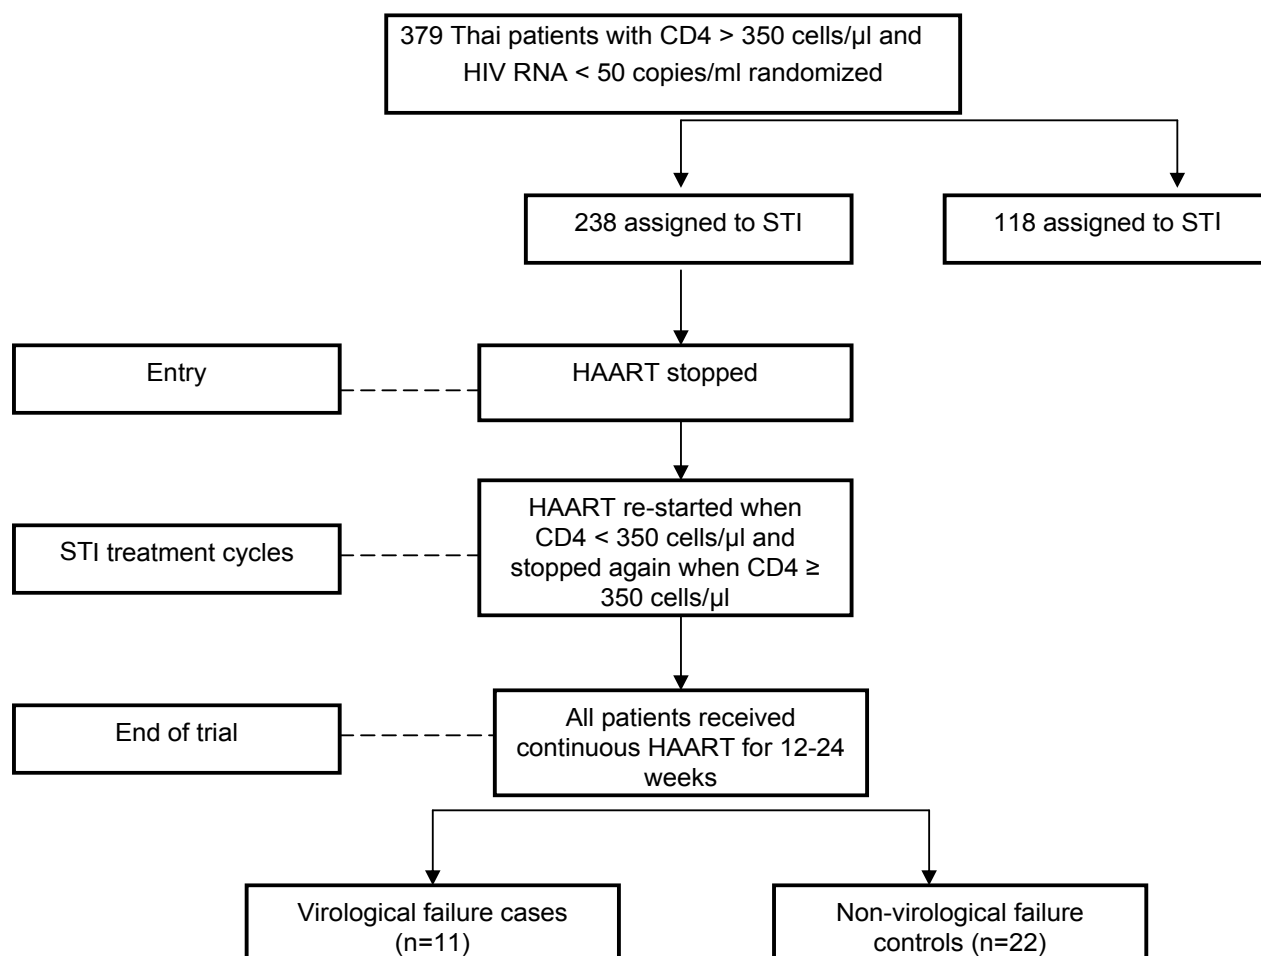 379 Thai patients with CD4 > 350 cells/µl and
HIV RNA < 50 copies/ml randomized
238 assigned to STI
118 assigned to STI
Entry
HAART stopped
STI treatment cycles
HAART re-started when
CD4 < 350 cells/µl and
stopped again when CD4 ≥
350 cells/µl
End of trial
All patients received
continuous HAART for 12-24
weeks
Virological failure cases
(n=11)
Non-virological failure
controls (n=22)